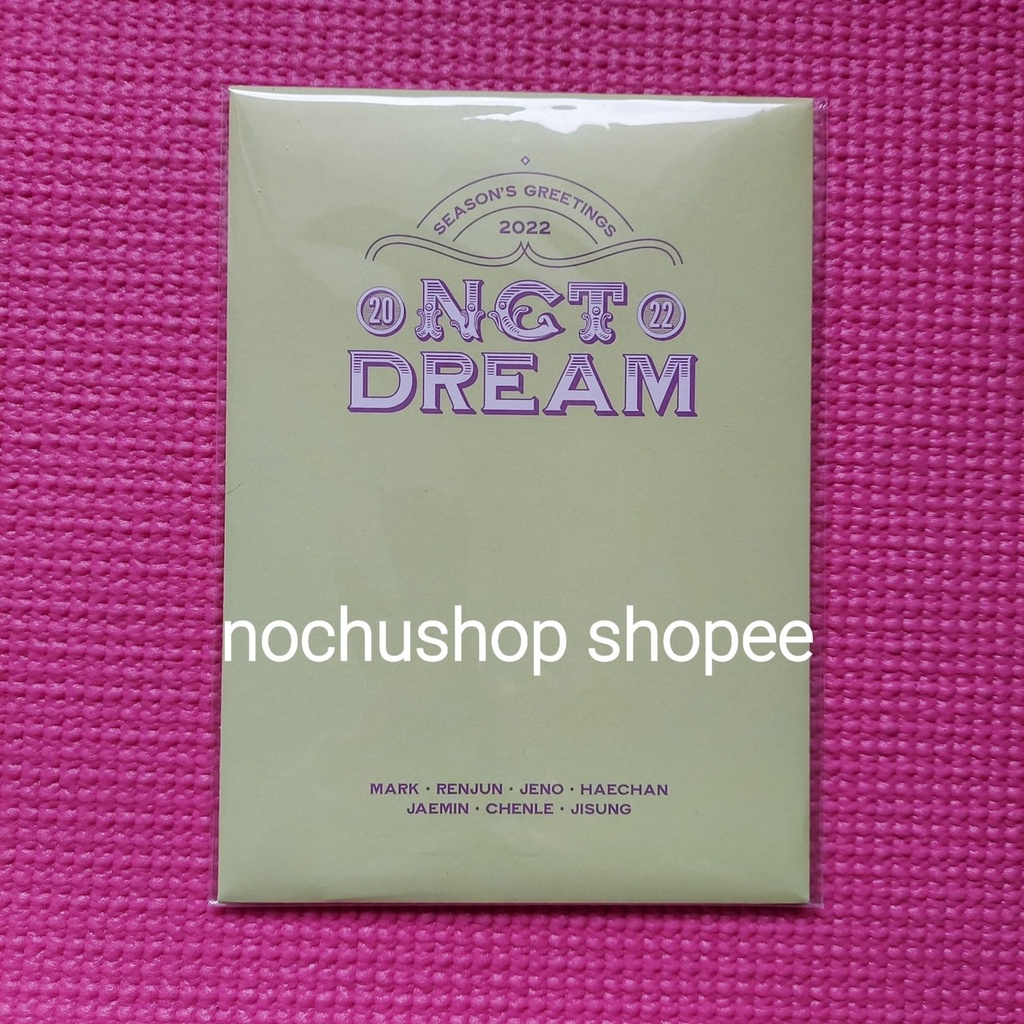 SEASON'S GREETINGS
2022
20 NCT 22
DREAM
nochushop shopee
MARK · RENJUN · JENO · HAECHAN
JAEMIN · CHENLE · JISUNG